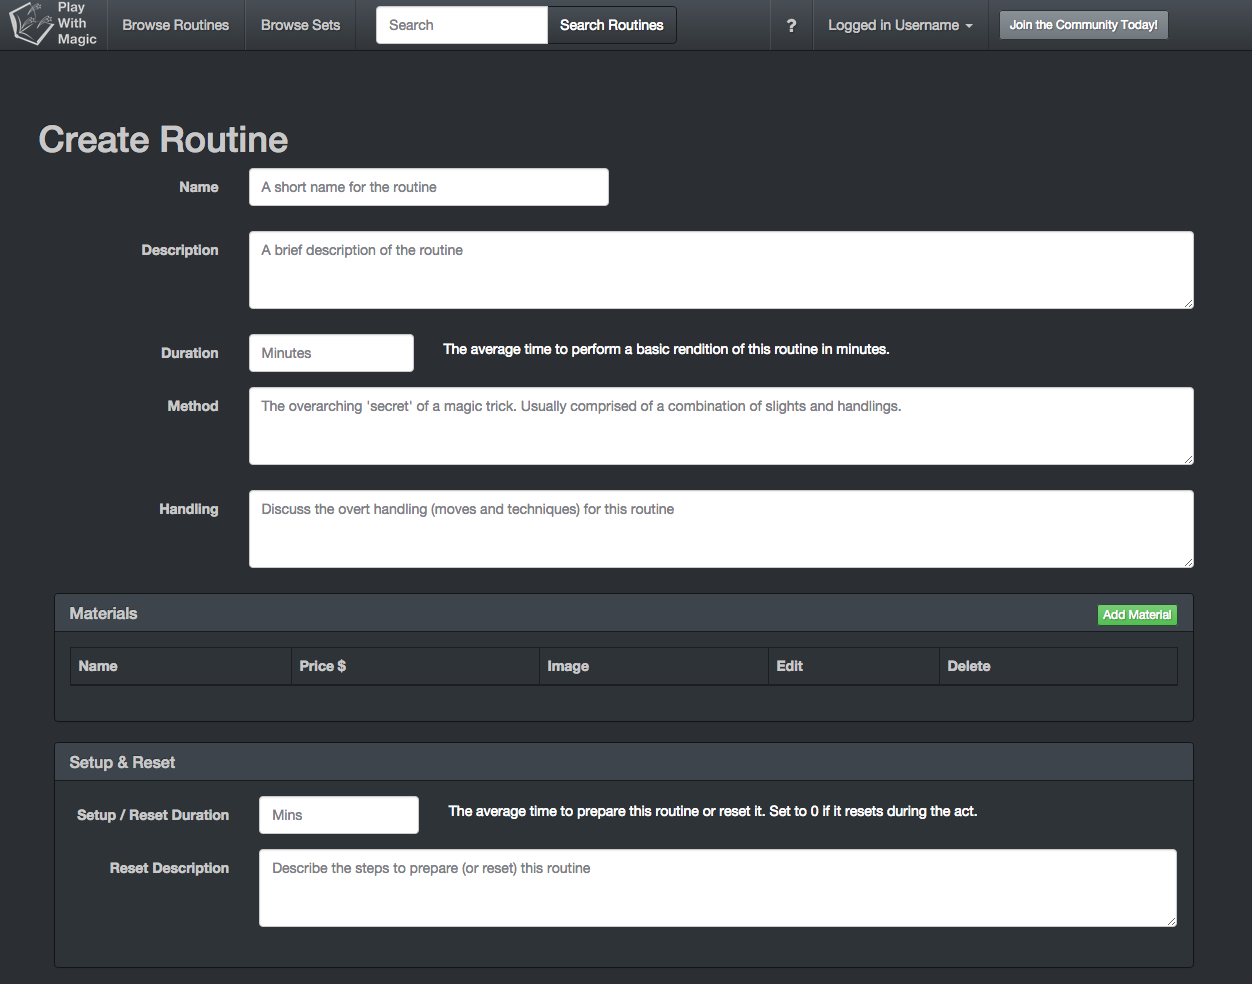 Play
With
Magic
Browse Routines
Browse Sets
Search
Search Routines
?
Logged in Username
Join the Community Today!
Create Routine
Name
A short name for the routine
Description
A brief description of the routine
Duration
Minutes
The average time to perform a basic rendition of this routine in minutes.
Method
The overarching 'secret' of a magic trick. Usually comprised of a combination of slights and handlings.
Handling
Discuss the overt handling (moves and techniques) for this routine
Materials
Add Material
Name
Price $
Image
Edit
Delete
Setup & Reset
Setup / Reset Duration
Mins
The average time to prepare this routine or reset it. Set to 0 if it resets during the act.
Reset Description
Describe the steps to prepare (or reset) this routine